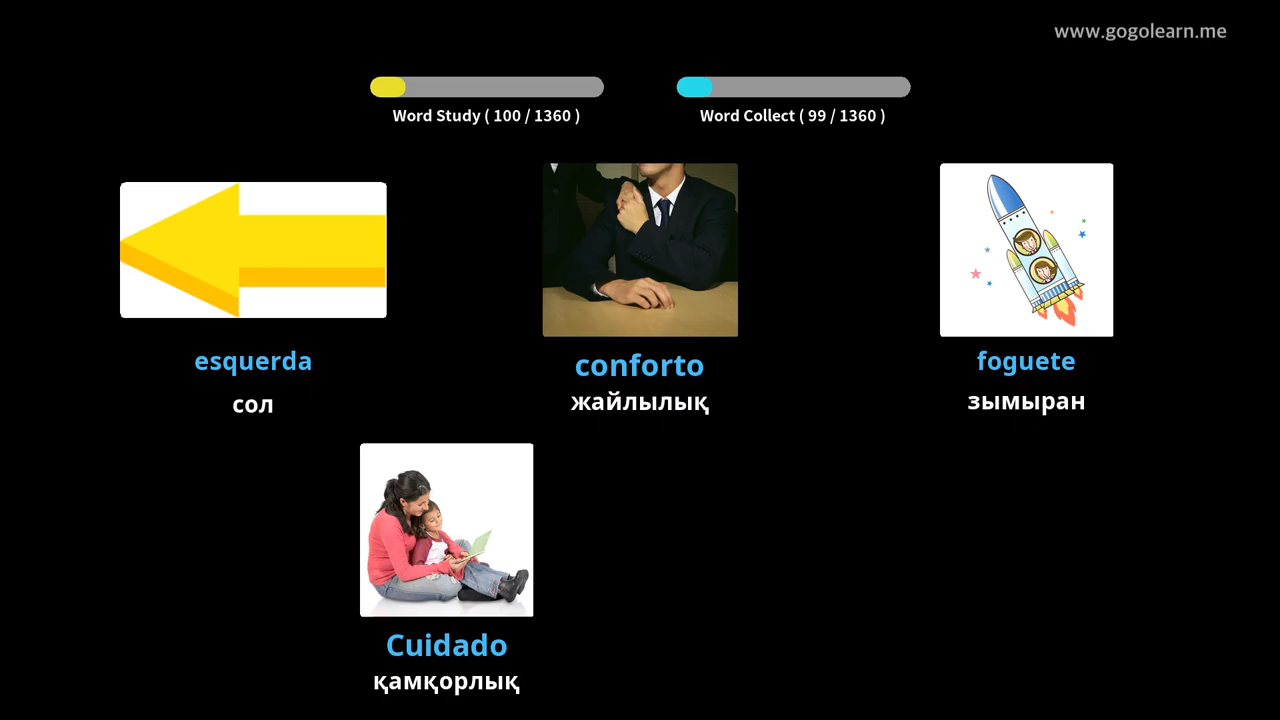 www.gogolearn.me
Word Study ( 100 / 1360 )
Word Collect ( 99 / 1360 )
esquerda
сол
conforto
жайлылық
foguete
зымыран
Cuidado
қамқорлық